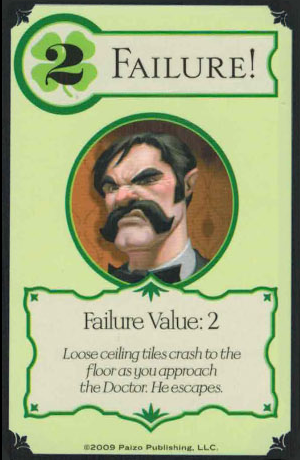 2 FAILURE!
Failure Value: 2
Loose ceiling tiles crash to the
floor as you approach
the Doctor. He escapes.
©2009 Paizo Publishing, LLC.